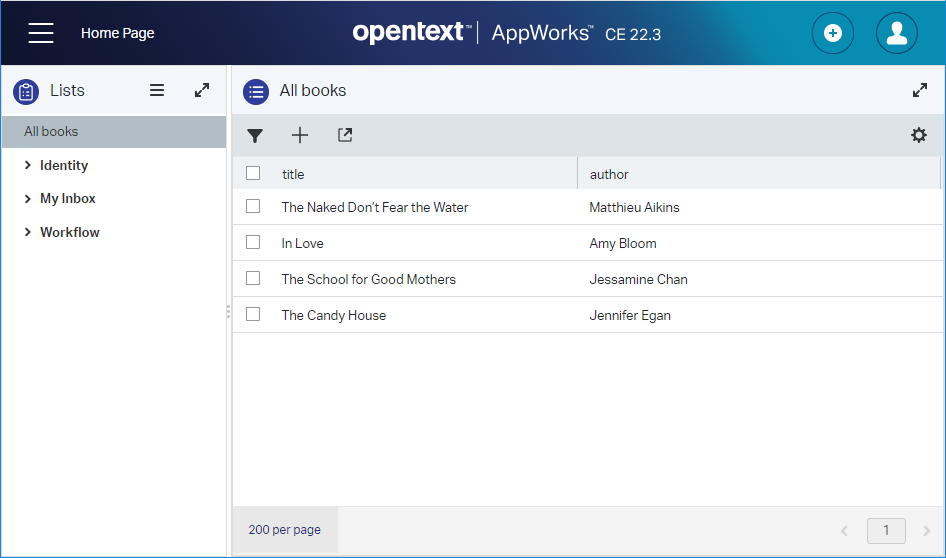 Home Page
opentext™ | AppWorks™ CE 22.3
Lists
All books
Identity
My Inbox
Workflow
All books
title author
The Naked Don't Fear the Water Matthieu Aikins
In Love Amy Bloom
The School for Good Mothers Jessamine Chan
The Candy House Jennifer Egan
200 per page
1